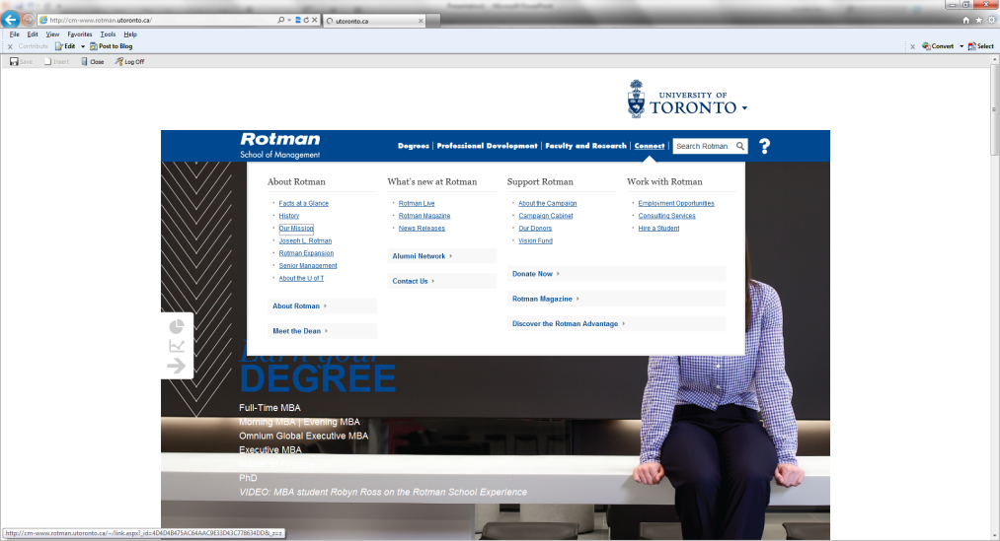 Presentation1 - Microsoft PowerPoint
http://cm-www.rotman.utoronto.ca/
utoronto.ca
File Edit View Favorites Tools Help
x Contribute Edit Post to Blog
x Convert Select
Save Insert Close Log Off
UNIVERSITY OF
TORONTO
Rotman
School of Management
Degrees | Professional Development | Faculty and Research | Connect |
Search Rotman
?
About Rotman
Facts at a Glance
History
Our Mission
Joseph L. Rotman
Rotman Expansion
Senior Management
About the U of T
About Rotman
Meet the Dean
What's new at Rotman
Rotman Live
Rotman Magazine
News Releases
Alumni Network
Contact Us
Support Rotman
About the Campaign
Campaign Cabinet
Our Donors
Vision Fund
Donate Now
Rotman Magazine
Discover the Rotman Advantage
Work with Rotman
Employment Opportunities
Consulting Services
Hire a Student
your
DEGREE
Full-Time MBA
Morning MBA | Evening MBA
Omnium Global Executive MBA
Executive MBA
PhD
VIDEO: MBA student Robyn Ross on the Rotman School Experience
http://cm-www.rotman.utoronto.ca/~/link.aspx?_id=4D4D4B475AC64AAC9E33D43C778634DD&_z=z